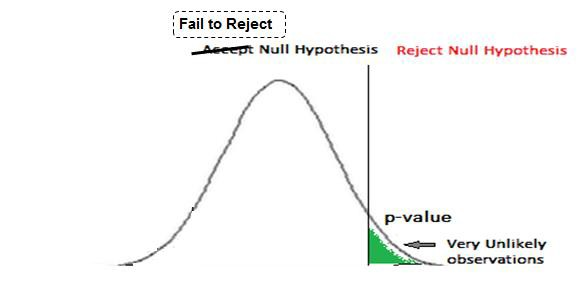 Fail to Reject
Accept Null Hypothesis Reject Null Hypothesis
p-value
Very Unlikely
observations